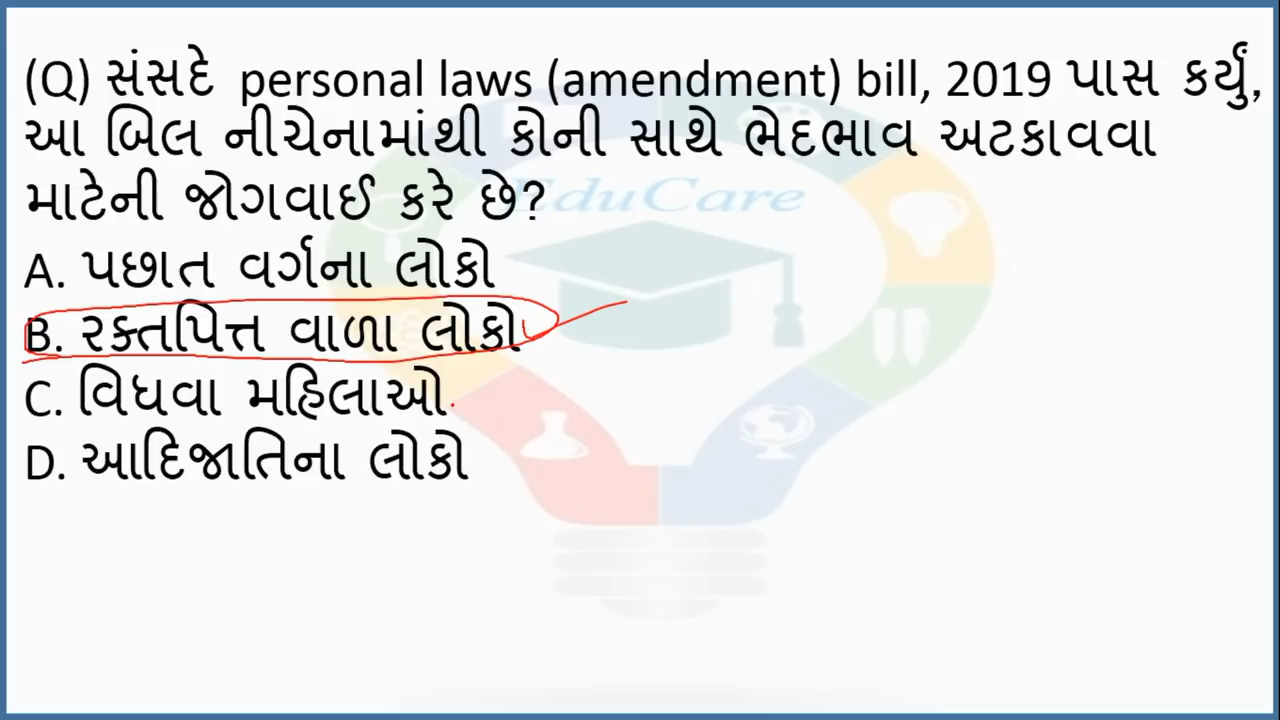 (Q) સંસદે personal laws (amendment) bill, 2019 પાસ કર્યું,
આ બિલ નીચેનામાંથી કોની સાથે ભેદભાવ અટકાવવા
માટેની જોગવાઈ કરે છે?
EduCare
A. પછાત વર્ગના લોકો
B. રક્તપિત્ત વાળા લોકો
C. વિધવા મહિલાઓ
D. આદિજાતિના લોકો